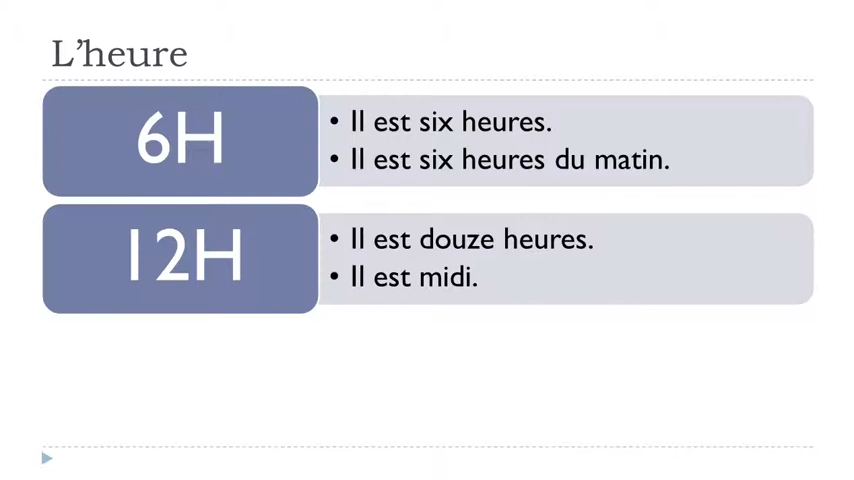 L’heure
6H
• Il est six heures.
• Il est six heures du matin.
12H
• Il est douze heures.
• Il est midi.